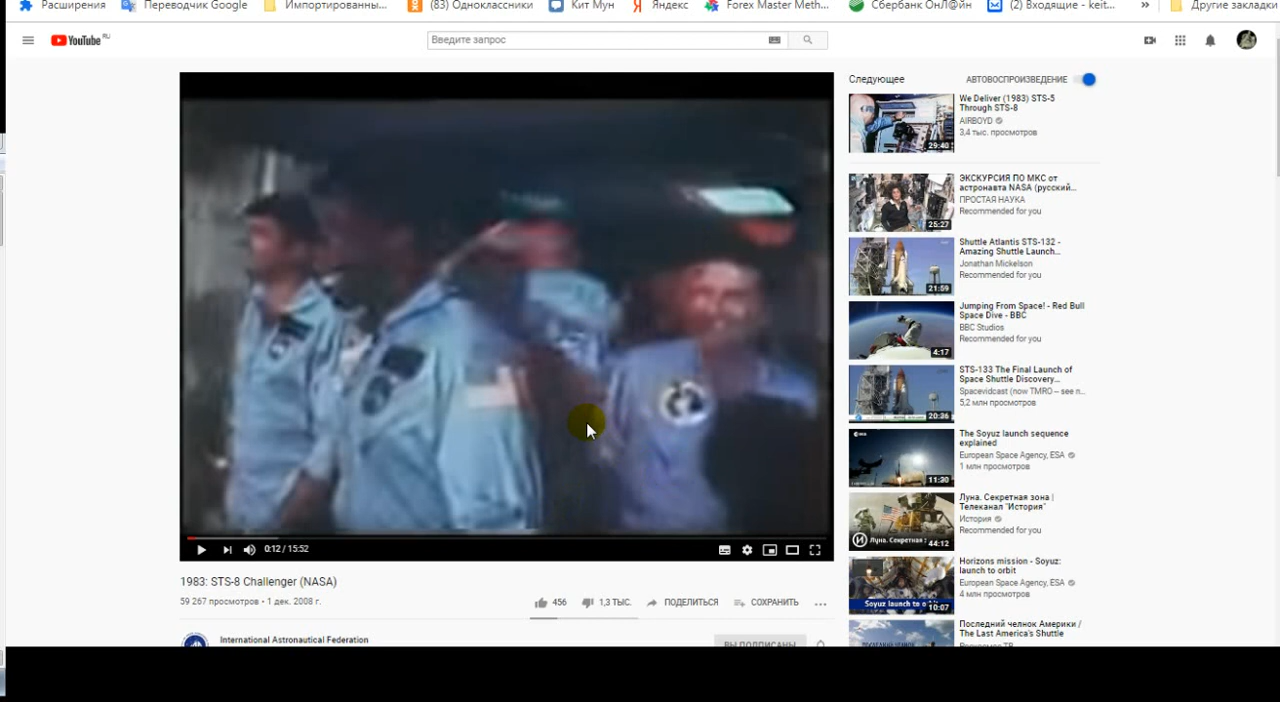 Расширения
Переводчик Google
Импортированны...
(83) Одноклассники
Кит Мун
Яндекс
Forex Master Meth...
Сбербанк ОнЛ@йн
(2) Входящие - keit...
»
Другие закладки
YouTube RU
Введите запрос
Следующее
АВТОВОСПРОИЗВЕДЕНИЕ
We Deliver (1983) STS-5
Through STS-8
AIRBOYD
3,4 тыс. просмотров
29:40
ЭКСКУРСИЯ ПО МКС от
астронавта NASA (русский...
ПРОСТАЯ НАУКА
Recommended for you
25:27
Shuttle Atlantis STS-132 -
Amazing Shuttle Launch...
Jonathan Mickelson
Recommended for you
21:59
Jumping From Space! - Red Bull
Space Dive - BBC
BBC Studios
Recommended for you
4:17
STS-133 The Final Launch of
Space Shuttle Discovery...
Spacevidcast (now TMRO – see n...
5,2 млн просмотров
20:36
The Soyuz launch sequence
explained
European Space Agency, ESA
1 млн просмотров
11:30
Луна. Секретная зона |
Телеканал "История"
История
Recommended for you
Луна. Секретн
44:12
Horizons mission - Soyuz:
launch to orbit
European Space Agency, ESA
4 млн просмотров
Soyuz launch to o
10:07
Последний челнок Америки /
The Last America's Shuttle
0:12 / 15:52
1983: STS-8 Challenger (NASA)
59 267 просмотров • 1 дек. 2008 г.
456
1,3 ТЫС.
ПОДЕЛИТЬСЯ
СОХРАНИТЬ
International Astronautical Federation
ВЫ ПОДПИСАНЫ